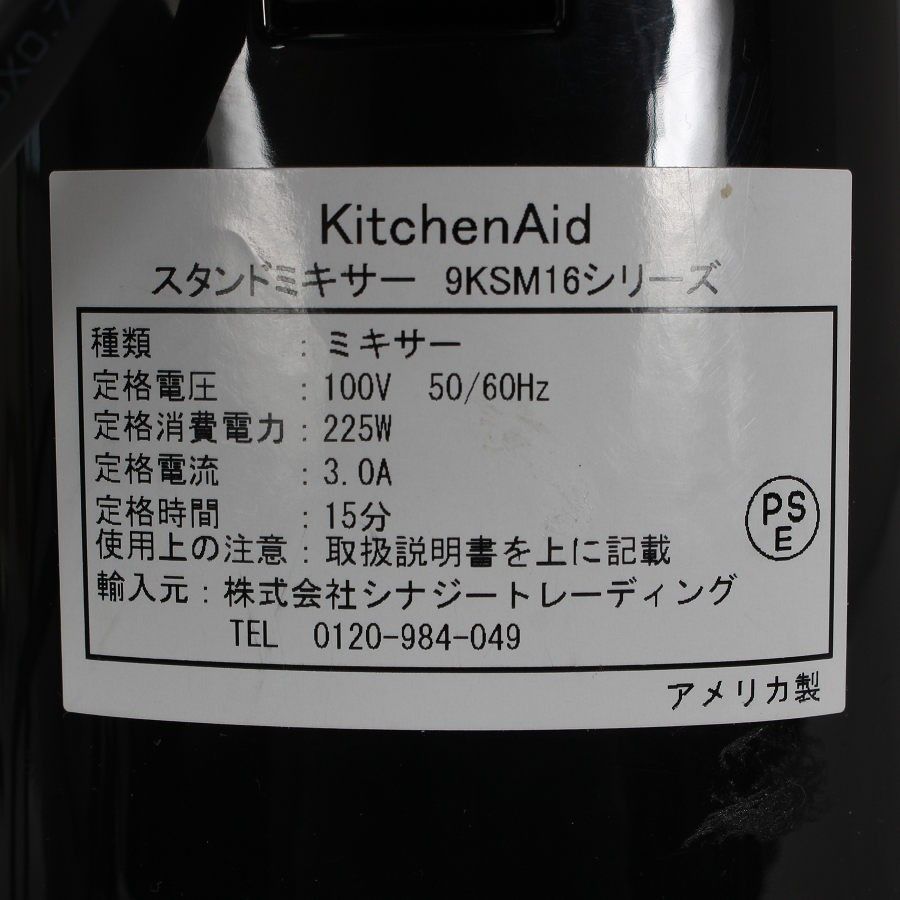 KitchenAid
スタンドミキサー 9KSM16シリーズ
種類 : ミキサー
定格電圧 : 100V 50/60Hz
定格消費電力 : 225W
定格電流 : 3.0A
定格時間 : 15分
使用上の注意 : 取扱説明書を上に記載
輸入元 : 株式会社シナジートレーディング
TEL 0120-984-049
PS
E
アメリカ製